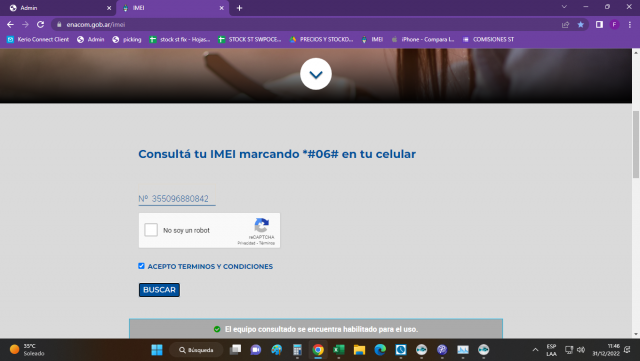 Admin
IMEI
enacom.gob.ar/imei
Kerio Connect Client
Admin
picking
stock st fis - Hojas...
STOCK ST SWPOCE...
PRECIOS Y STOCKD...
IMEI
iPhone - Compara l...
COMISIONES ST
Consultá tu IMEI marcando *#06# en tu celular
Nº 355096880842
No soy un robot
reCAPTCHA
Privacidad - Términos
ACEPTO TERMINOS Y CONDICIONES
BUSCAR
El equipo consultado se encuentra habilitado para el uso.
35°C
Soleado
Búsqueda
ESP
LAA
11:46
31/12/2022